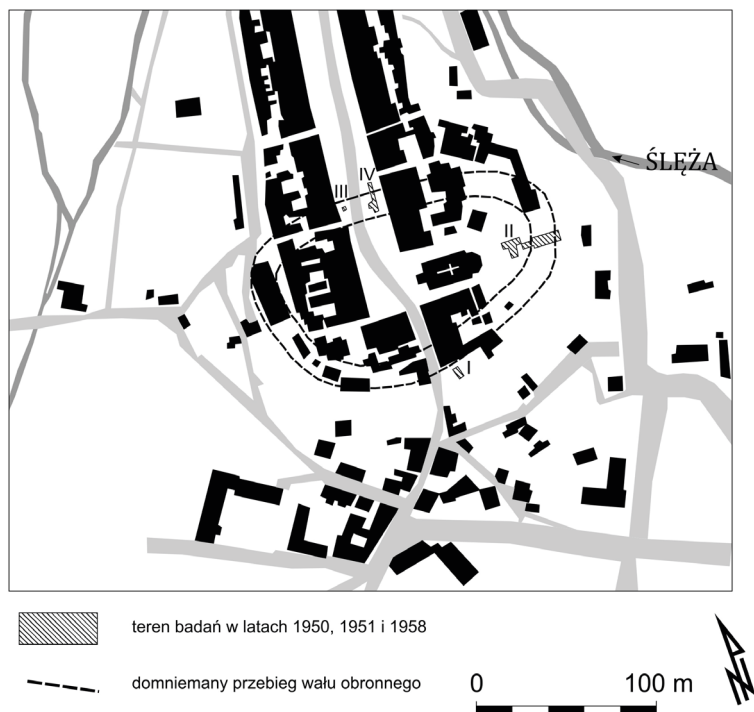 ŚLĘŻA
IV
III
II
I
teren badań w latach 1950, 1951 i 1958
domniemany przebieg wału obronnego
0 100 m
N